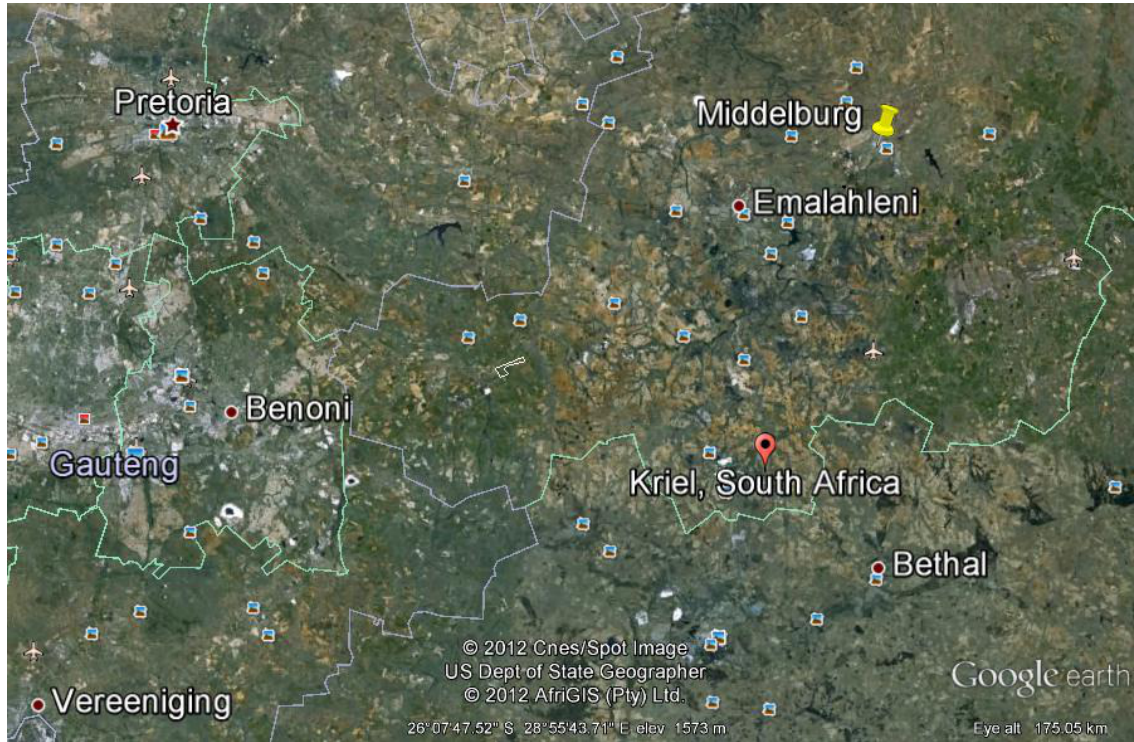 Pretoria
Middelburg
Emalahleni
Benoni
Gauteng
Kriel, South Africa
Bethal
© 2012 Cnes/Spot Image
US Dept of State Geographer
© 2012 AfriGIS (Pty) Ltd.
Google earth
Vereeniging
26°07'47.52" S 28°55'43.71" E elev 1573 m
Eye alt 175.05 km